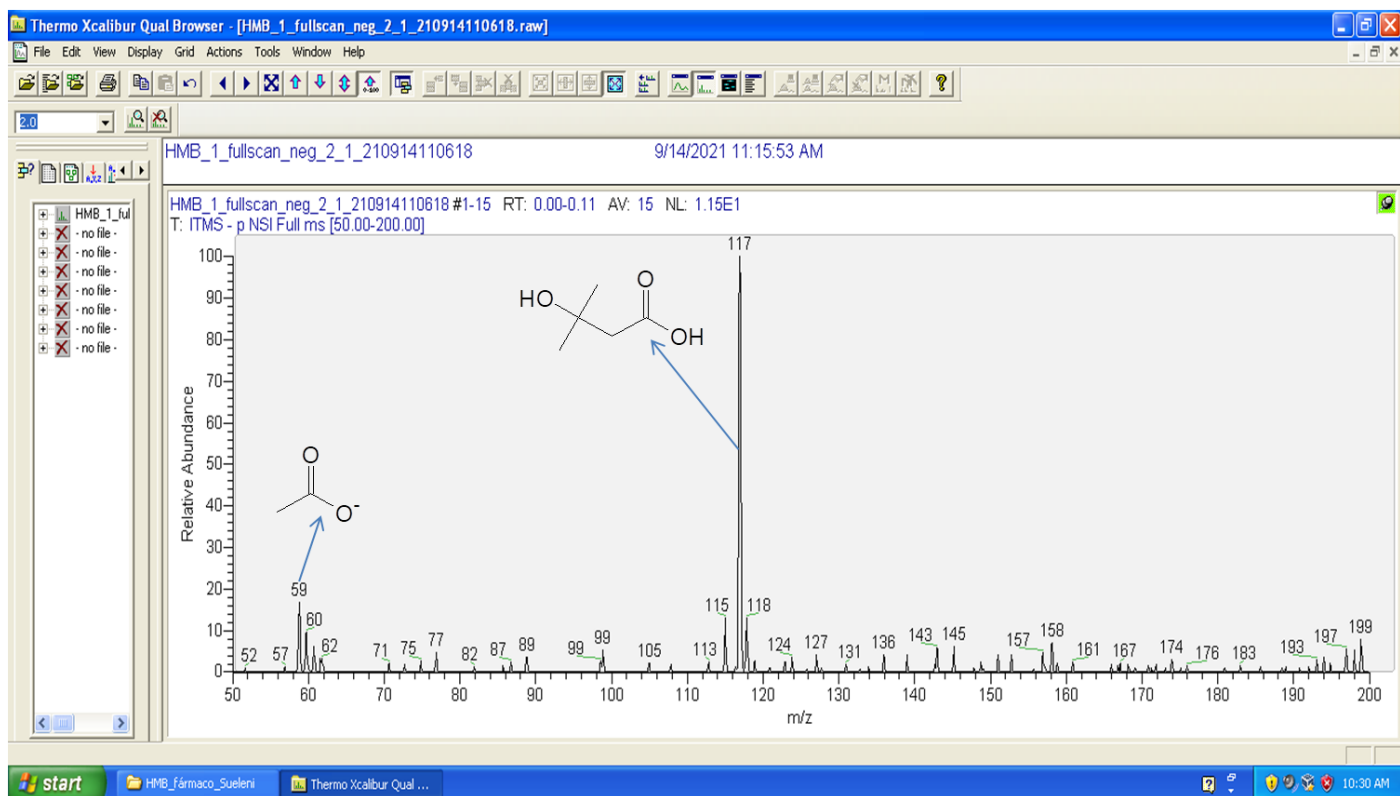 Thermo Xcalibur Qual Browser - [HMB_1_fullscan_neg_2_1_210914110618.raw]
File Edit View Display Grid Actions Tools Window Help
0-100
2.0
HMB_1_fullscan_neg_2_1_210914110618 9/14/2021 11:15:53 AM
HMB_1_ful
- no file -
- no file -
- no file -
- no file -
- no file -
- no file -
- no file -
HMB_1_fullscan_neg_2_1_210914110618 #1-15 RT: 0.00-0.11 AV: 15 NL: 1.15E1
T: ITMS - p NSI Full ms [50.00-200.00]
Relative Abundance
100
90
80
70
60
50
40
30
20
10
0
117
HO
O
OH
O
O-
59
60
115
118
52 57 62 71 75 77 82 87 89 99 99 105 113 124 127 131 136 143 145 157 158 161 167 174 176 183 193 197 199
50 60 70 80 90 100 110 120 130 140 150 160 170 180 190 200
m/z
start
HMB_fármaco_Sueleni
Thermo Xcalibur Qual ...
10:30 AM